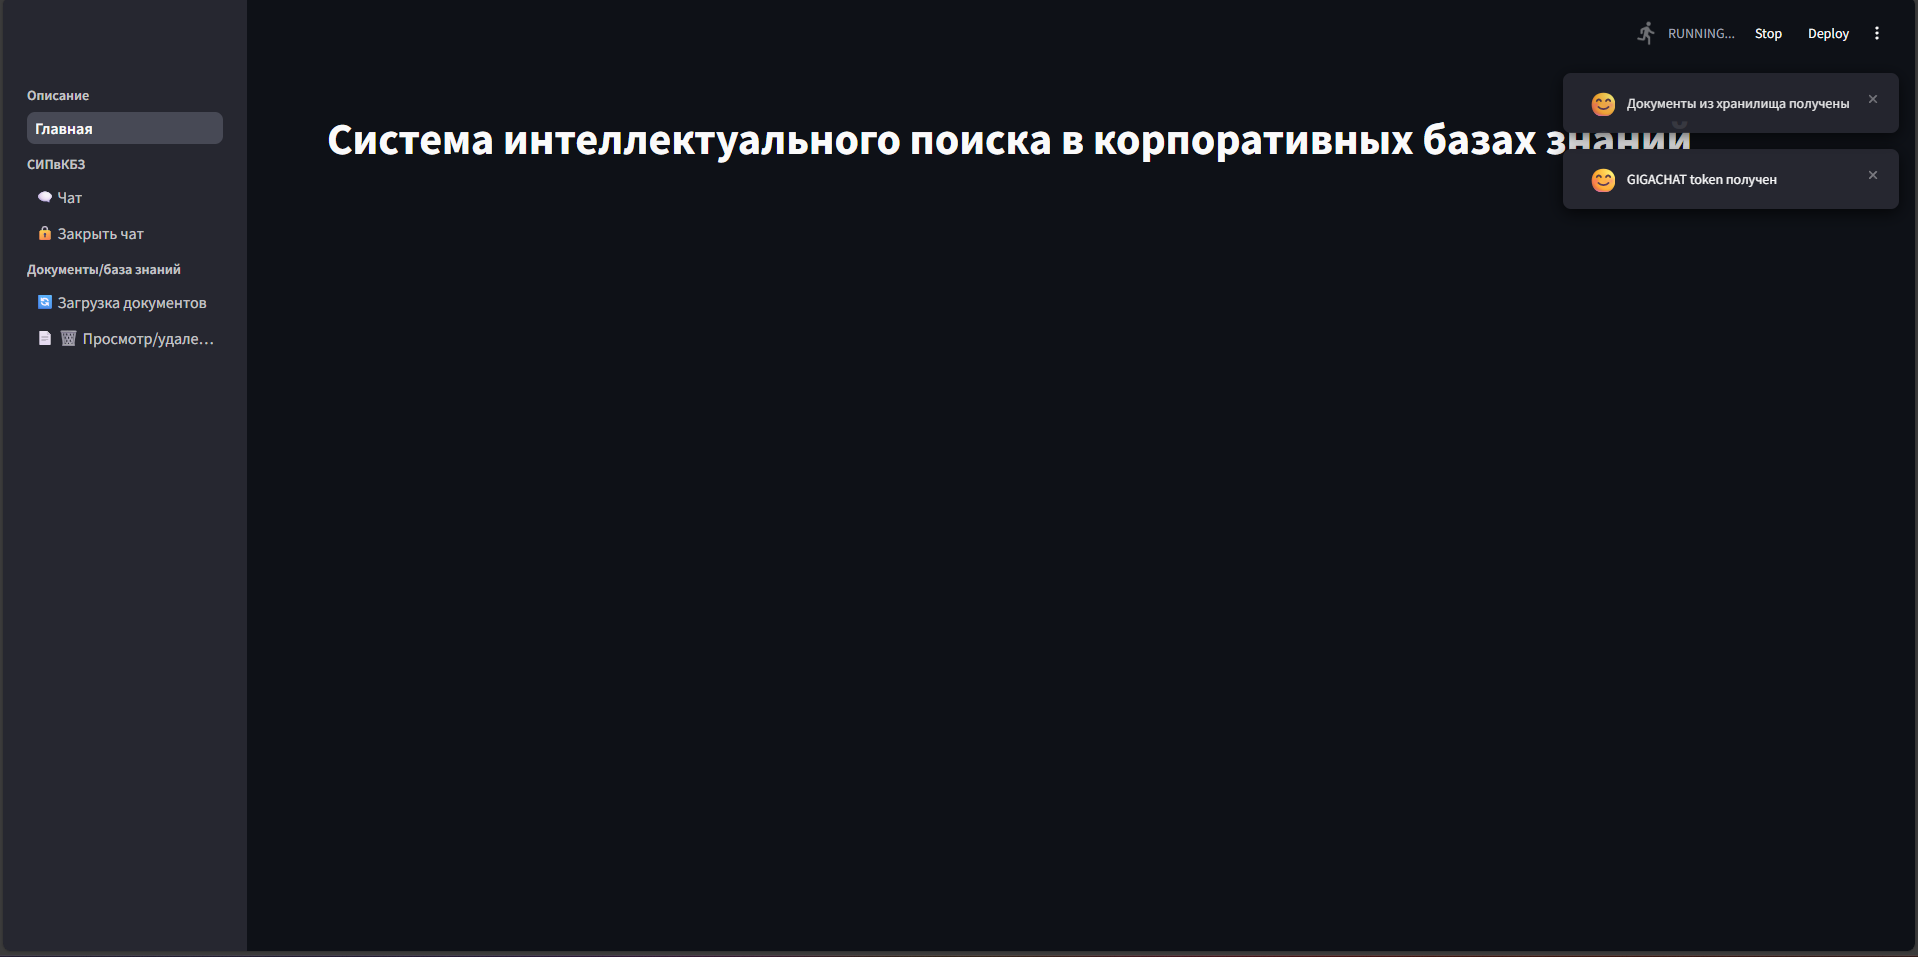 RUNNING...
Stop
Deploy
Описание
Главная
СИПвКБЗ
Чат
Закрыть чат
Документы/база знаний
Загрузка документов
Просмотр/удале...
Система интеллектуального поиска в корпоративных базах знаний
Документы из хранилища получены
GIGACHAT token получен